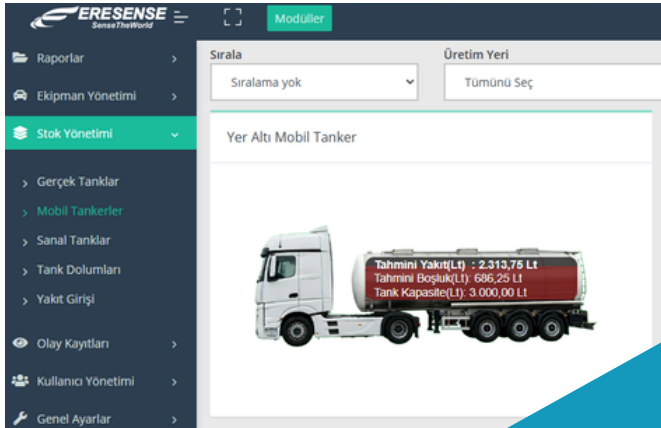 ERESENSE
SenseTheWorld
Modüller
Raporlar
Ekipman Yönetimi
Stok Yönetimi
Gerçek Tanklar
Mobil Tankerler
Sanal Tanklar
Tank Dolumları
Yakıt Girişi
Olay Kayıtları
Kullanıcı Yönetimi
Genel Ayarlar
Sırala
Sıralama yok
Üretim Yeri
Tümünü Seç
Yer Altı Mobil Tanker
Tahmini Yakıt(Lt) : 2.313,75 Lt
Tahmini Boşluk(Lt): 686,25 Lt
Tank Kapasite(Lt): 3.000,00 Lt